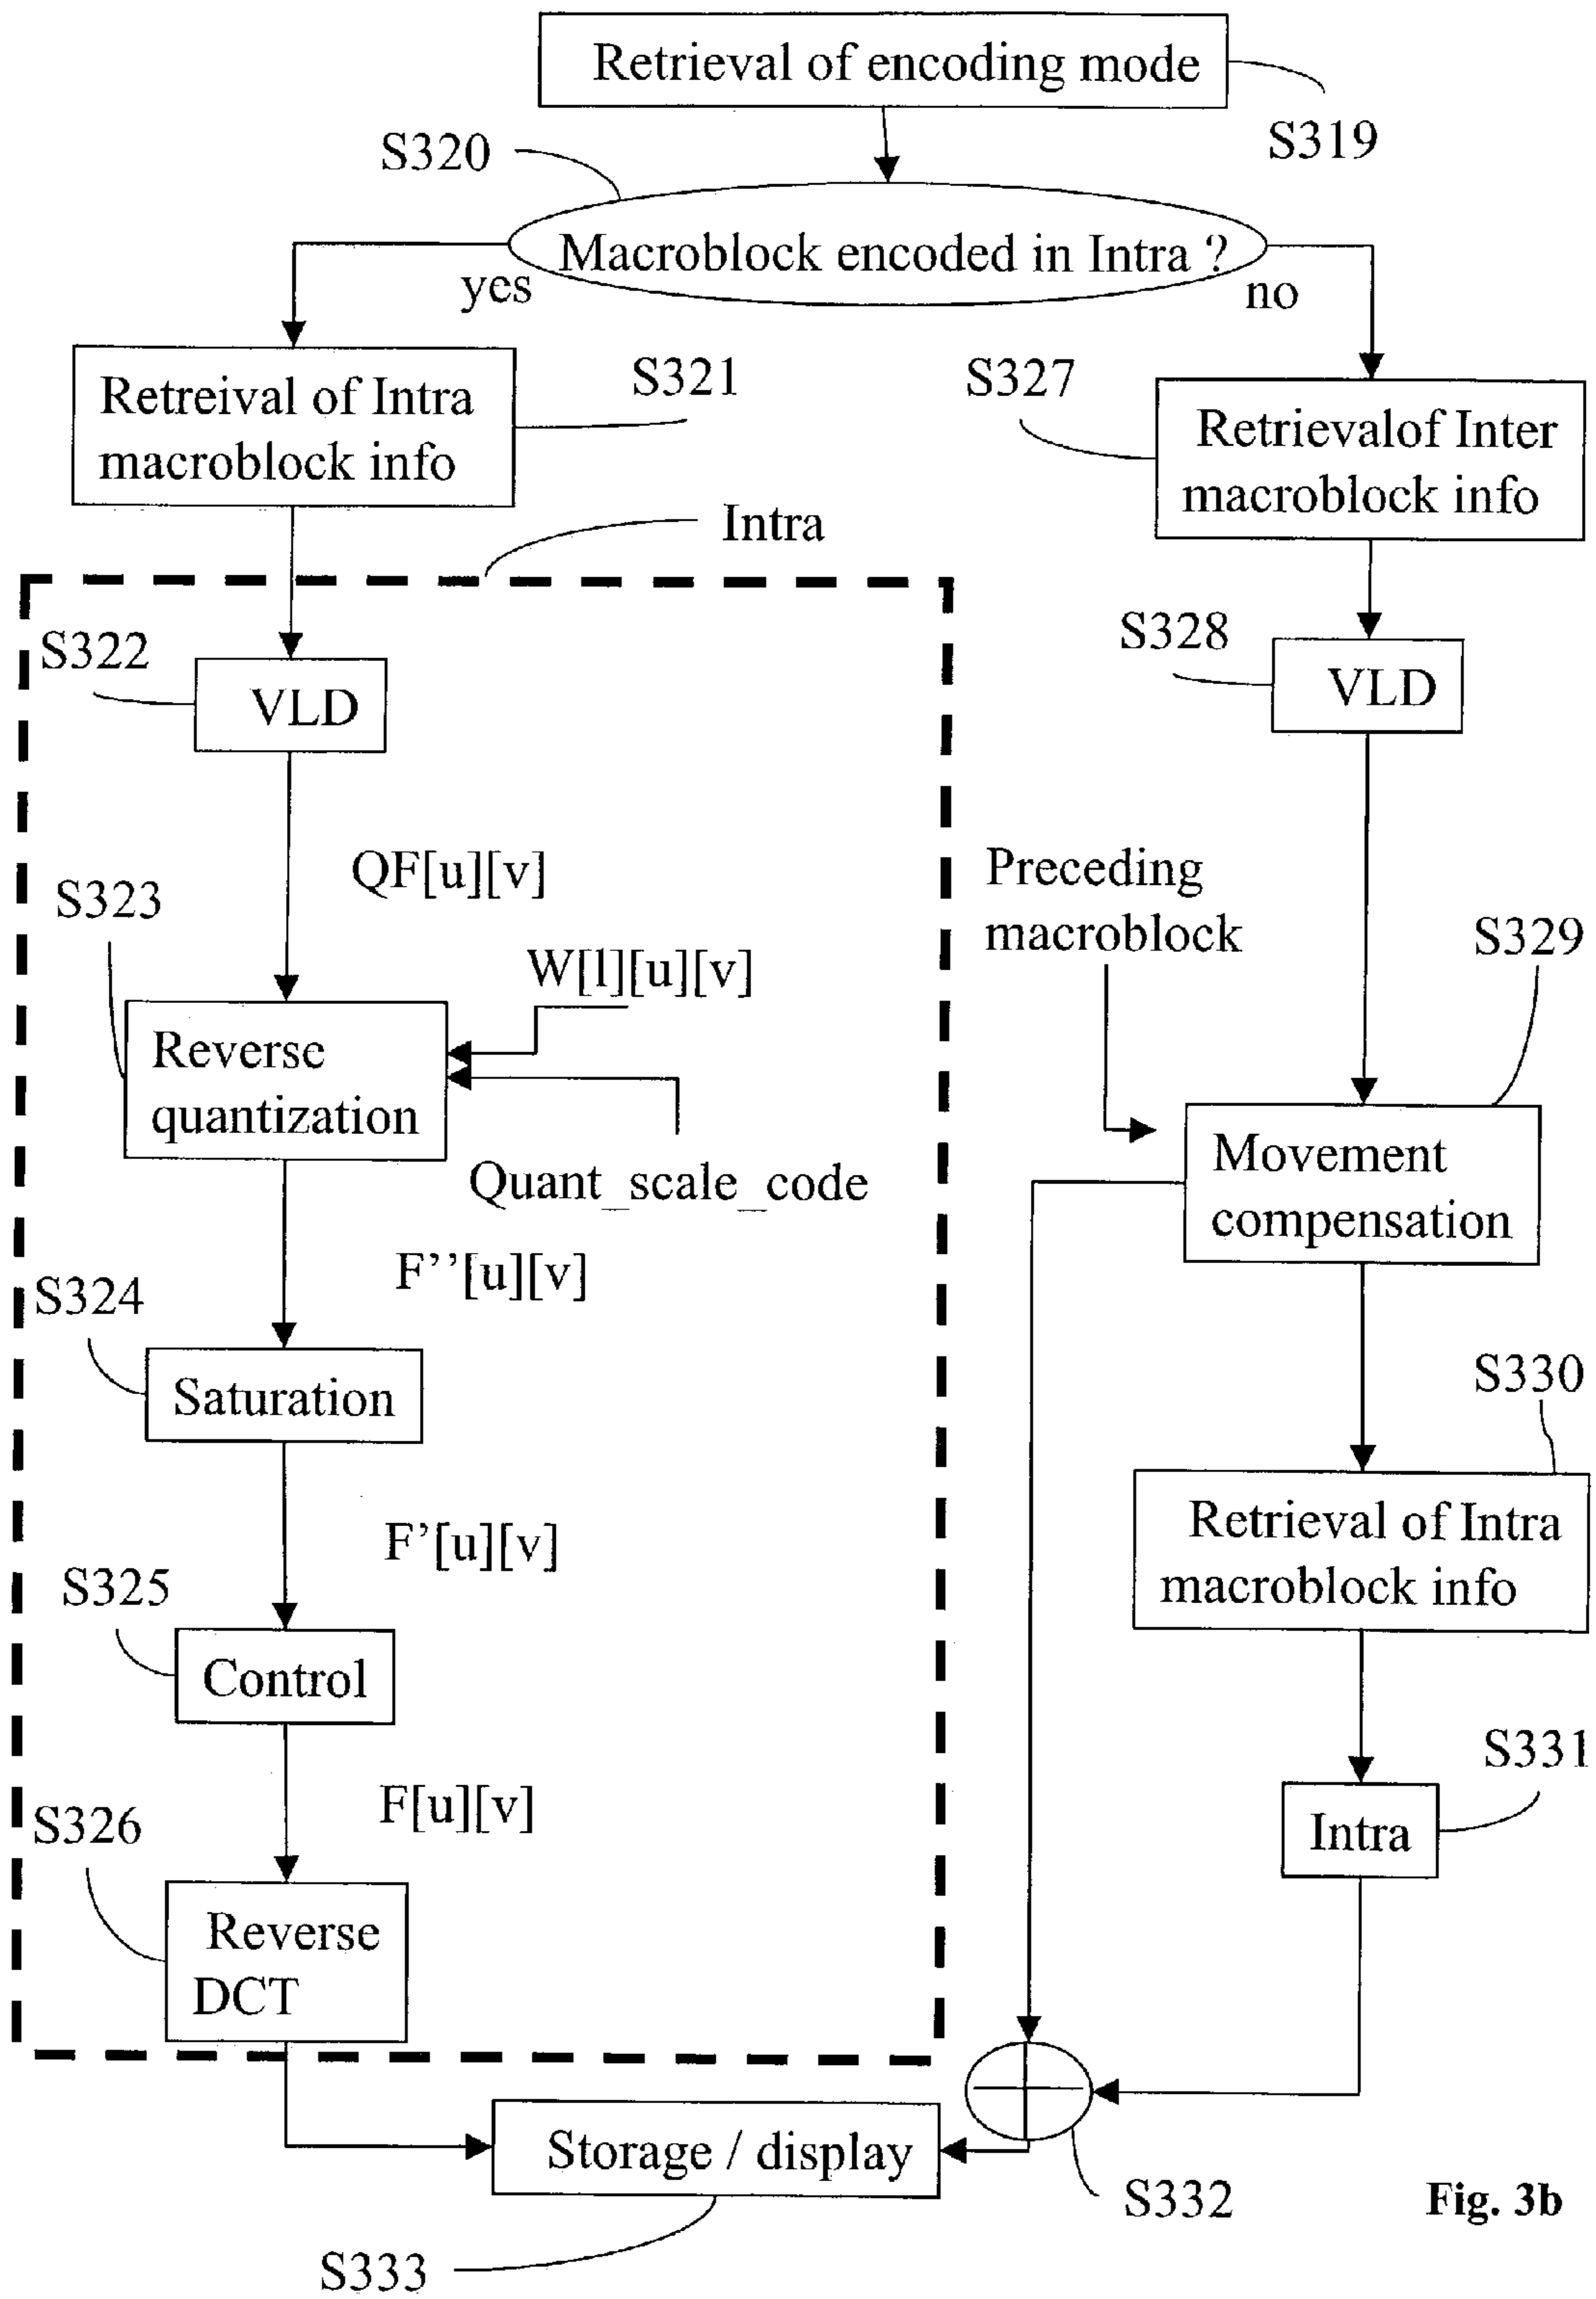 Retrieval of encoding mode
S319
S320
Macroblock encoded in Intra ?
yes
no
Retreival of Intra
macroblock info
S321
S327
Retrievalof Inter
macroblock info
Intra
S322
VLD
S328
VLD
QF[u][v]
S323
W[l][u][v]
Reverse
quantization
Quant_scale_code
Preceding
macroblock
S329
Movement
compensation
F’’[u][v]
S324
Saturation
S330
Retrieval of Intra
macroblock info
F’[u][v]
S325
Control
S331
Intra
F[u][v]
S326
Reverse
DCT
Storage / display
S332
S333
Fig. 3b